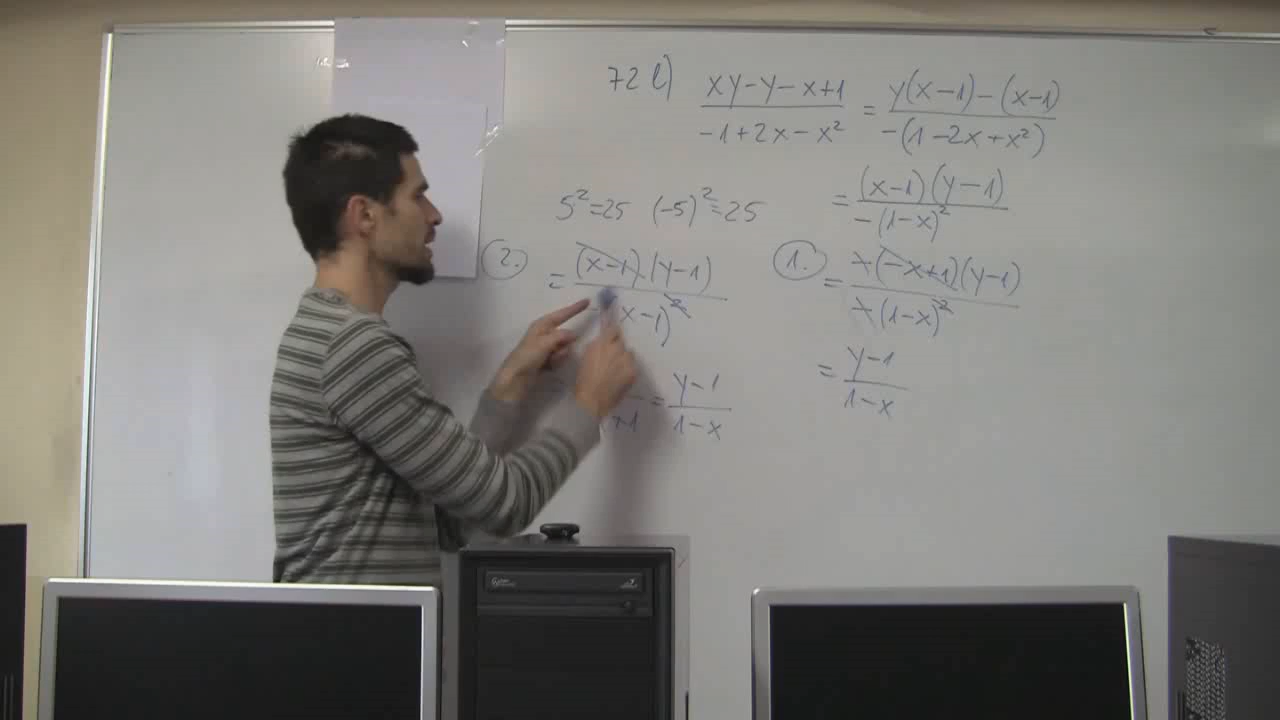 72 l) (xy-y-x+1)/(-1+2x-x²) = (y(x-1)-(x-1))/(-(1-2x+x²))
= ((x-1)(y-1))/(-(1-x)²)
5²=25 (-5)²=25
2. = ((x-1)(y-1))/(-(x-1)²)
= (y-1)/(1-x)
1. = (-(-x+1)(y-1))/(-(1-x)²)
= (y-1)/(1-x)